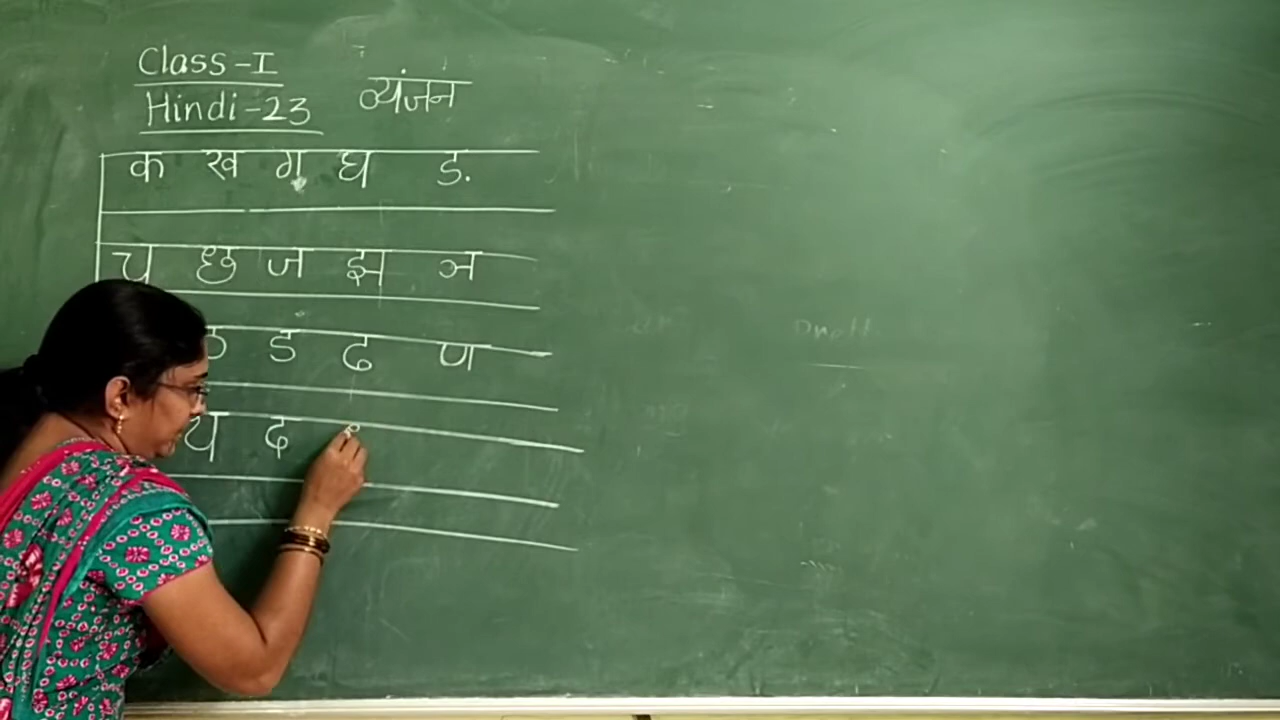 Class-I
Hindi-23 व्यंजन
क ख ग घ ड.
च छ ज झ ञ
ठ ड ढ ण
थ द